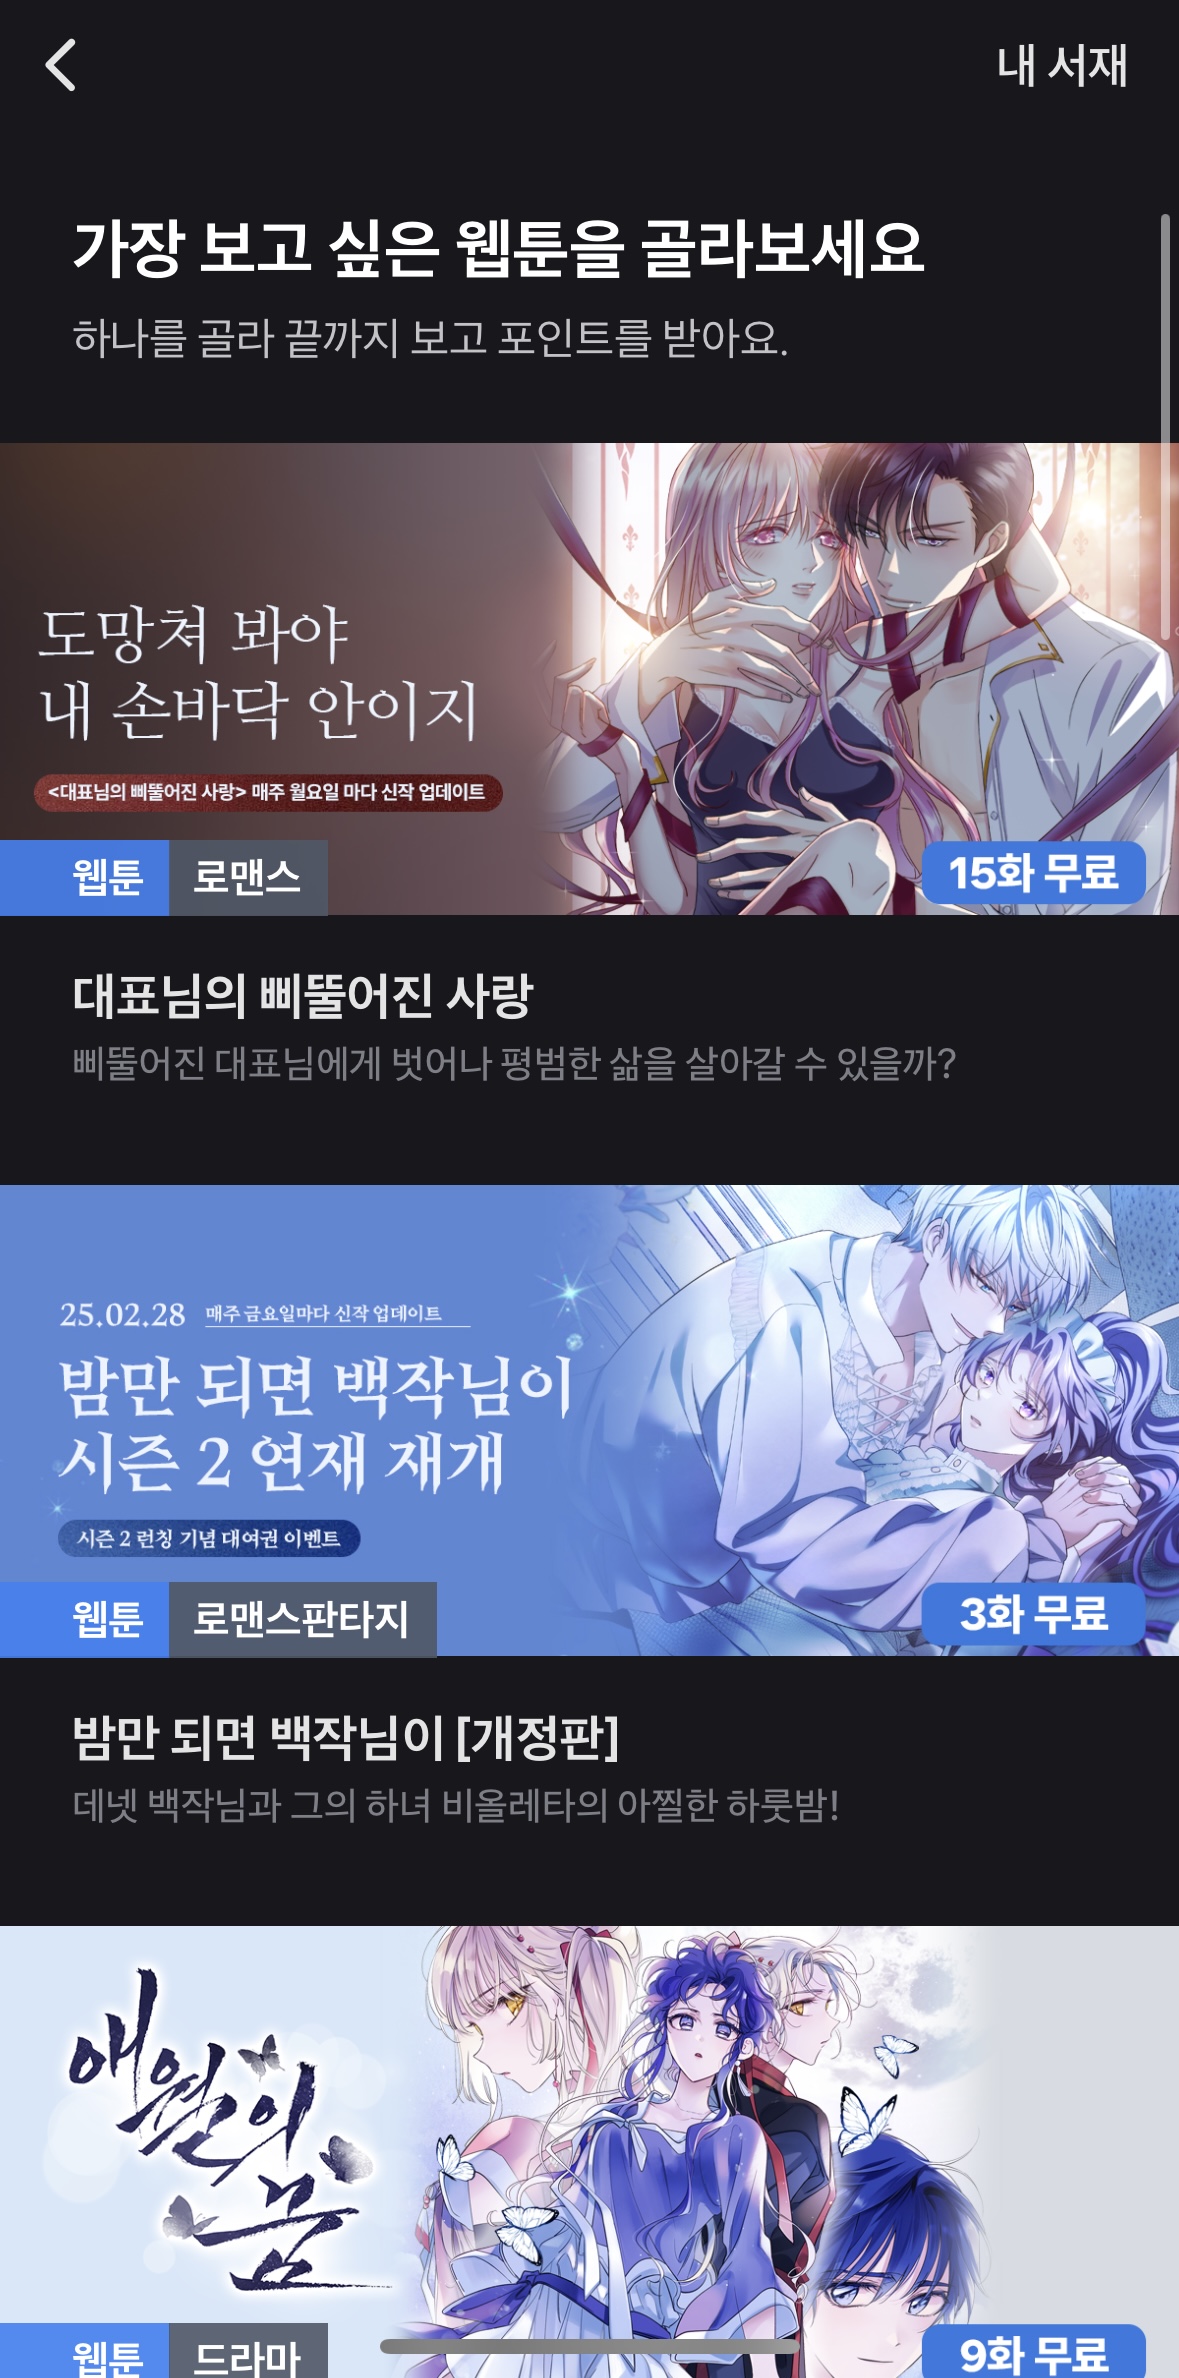 내 서재
가장 보고 싶은 웹툰을 골라보세요
하나를 골라 끝까지 보고 포인트를 받아요.
도망쳐 봐야
내 손바닥 안이지
<대표님의 삐뚤어진 사랑> 매주 월요일 마다 신작 업데이트
웹툰 로맨스
15화 무료
대표님의 삐뚤어진 사랑
삐뚤어진 대표님에게 벗어나 평범한 삶을 살아갈 수 있을까?
25.02.28 매주 금요일마다 신작 업데이트
밤만 되면 백작님이
시즌 2 연재 재개
시즌 2 런칭 기념 대여권 이벤트
웹툰 로맨스판타지
3화 무료
밤만 되면 백작님이 [개정판]
데넷 백작님과 그의 하녀 비올레타의 아찔한 하룻밤!
애월의
꿈
웹툰 드라마
9화 무료